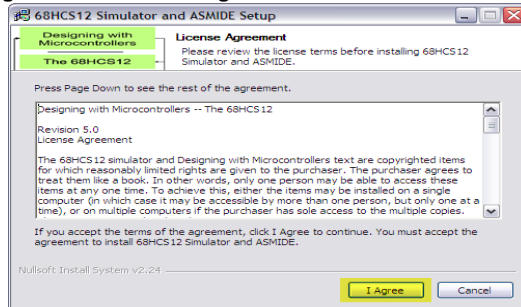 68HCS12 Simulator and ASMIDE Setup
Designing with
Microcontrollers
The 68HCS12
License Agreement
Please review the license terms before installing 68HCS12
Simulator and ASMIDE.
Press Page Down to see the rest of the agreement.
Designing with Microcontrollers -- The 68HCS12
Revision 5.0
License Agreement
The 68HCS12 simulator and Designing with Microcontrollers text are copyrighted items
for which reasonably limited rights are given to the purchaser. The purchaser agrees to
treat them like a book. In other words, only one person may be able to access these
items at any one time. To achieve this, either the items may be installed on a single
computer (in which case it may be accessible by more than one person, but only one at a
time), or on multiple computers if the purchaser has sole access to the multiple copies.
If you accept the terms of the agreement, click I Agree to continue. You must accept the
agreement to install 68HCS12 Simulator and ASMIDE.
Nullsoft Install System v2.24
I Agree
Cancel